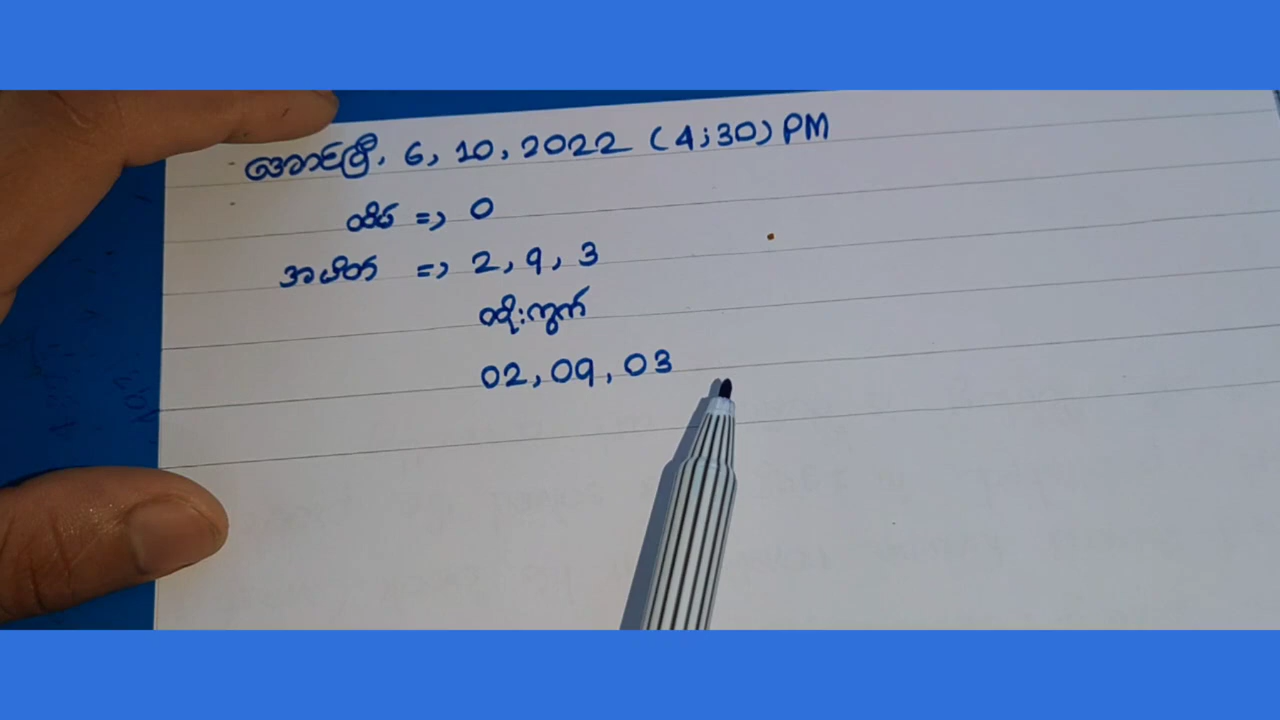 အောင်ပြီ. 6, 10, 2022 (4;30) PM
ထိပ် => 0
အပိတ် => 2, 9, 3
ထိုးကွက်
02, 09, 03